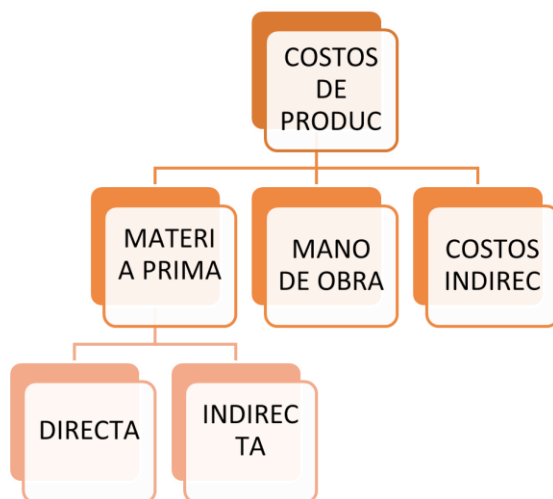 COSTOS
DE
PRODUC
MATERI
A PRIMA
MANO
DE OBRA
COSTOS
INDIREC
DIRECTA
INDIREC
TA